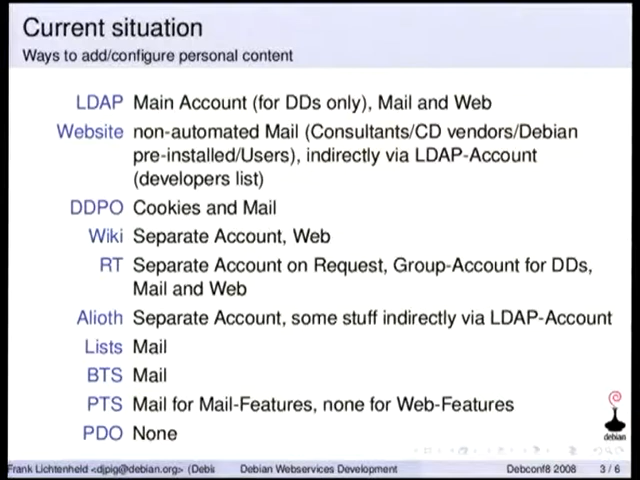 Current situation
Ways to add/configure personal content
LDAP Main Account (for DDs only), Mail and Web
Website non-automated Mail (Consultants/CD vendors/Debian
pre-installed/Users), indirectly via LDAP-Account
(developers list)
DDPO Cookies and Mail
Wiki Separate Account, Web
RT Separate Account on Request, Group-Account for DDs,
Mail and Web
Alioth Separate Account, some stuff indirectly via LDAP-Account
Lists Mail
BTS Mail
PTS Mail for Mail-Features, none for Web-Features
PDO None
debian
Frank Lichtenheld <djpig@debian.org> (Debi Debian Webservices Development Debconf8 2008 3 / 6